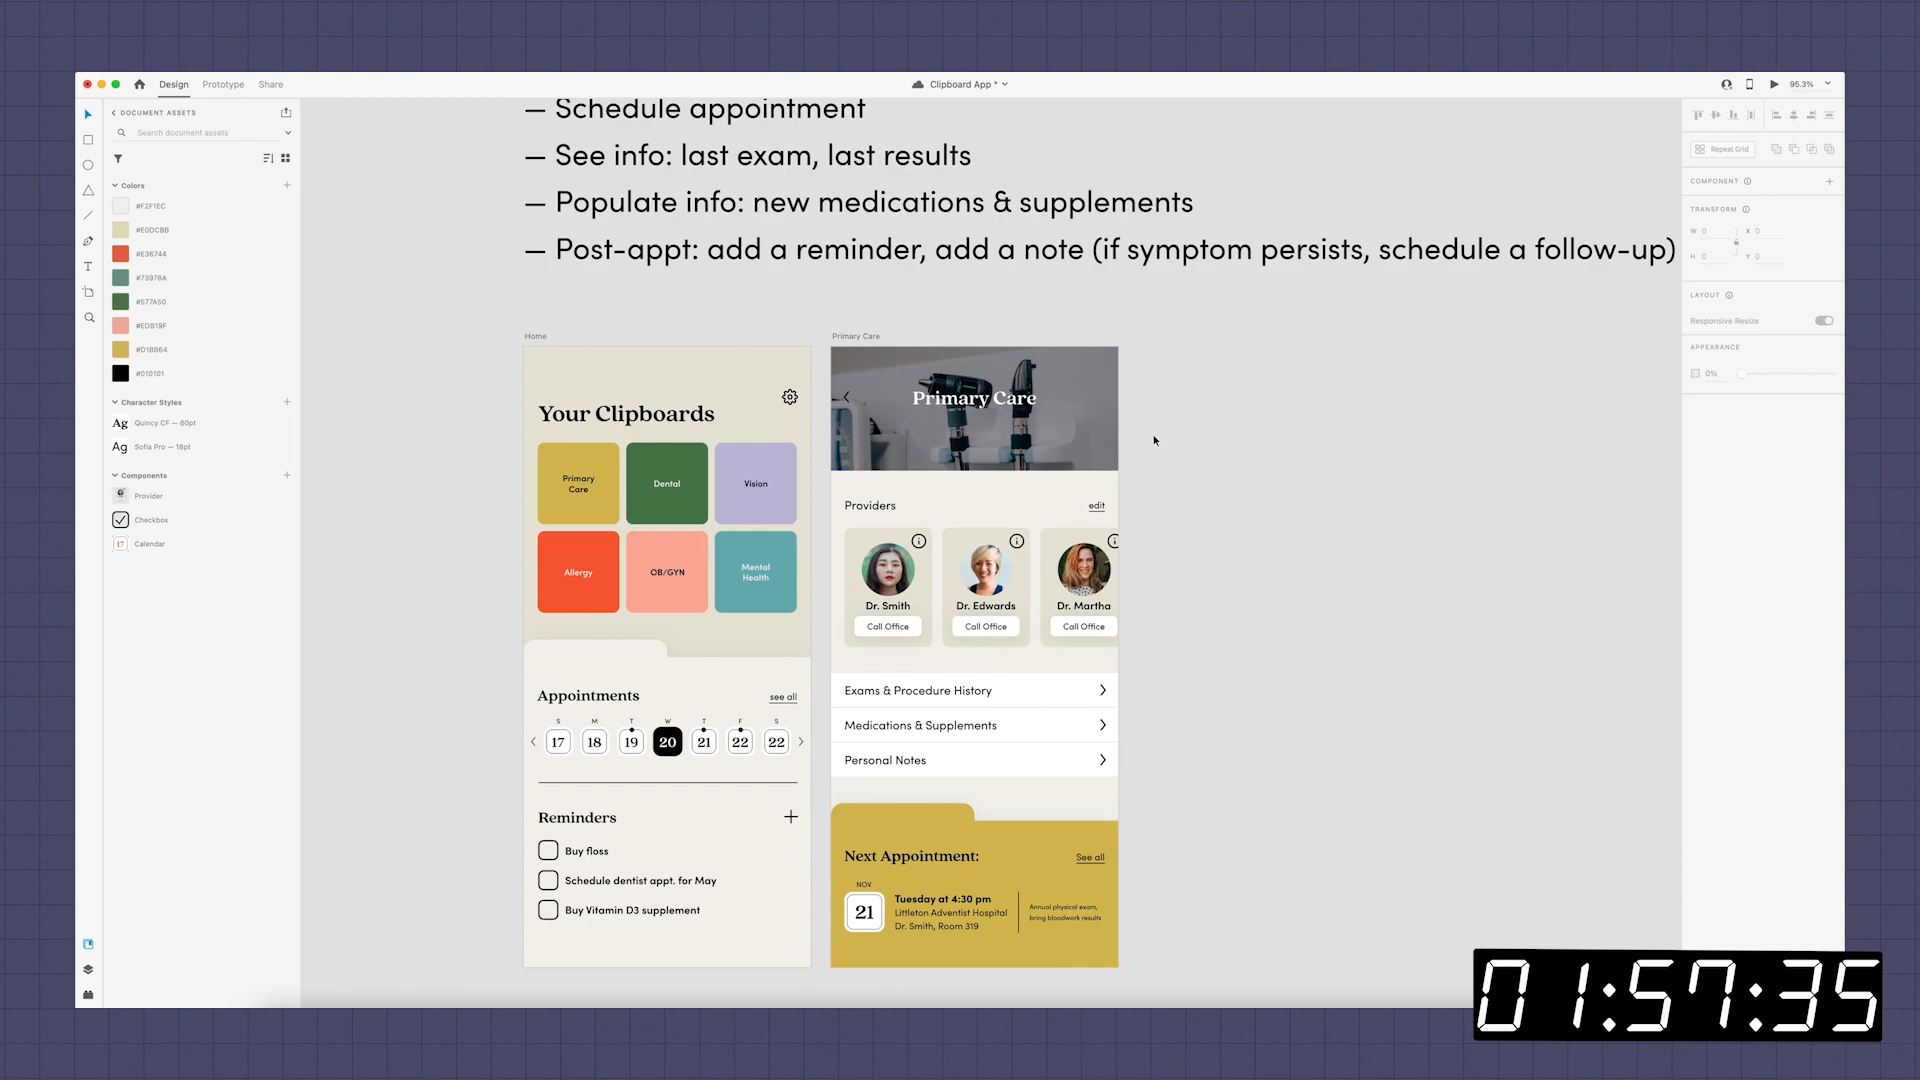 Design
Prototype
Share
Clipboard App *
95.3%
DOCUMENT ASSETS
Search document assets
Colors
#F2F1EC
#E0DCBB
#E36744
#73978A
#577A50
#EDB19F
#D1BB64
#010101
Character Styles
Ag Quincy CF — 60pt
Ag Sofia Pro — 18pt
Components
Provider
Checkbox
17 Calendar
— Schedule appointment
— See info: last exam, last results
— Populate info: new medications & supplements
— Post-appt: add a reminder, add a note (if symptom persists, schedule a follow-up)
Home
Your Clipboards
Primary
Care
Dental
Vision
Allergy
OB/GYN
Mental
Health
Appointments
see all
S M T W T F S
17 18 19 20 21 22 22
Reminders
Buy floss
Schedule dentist appt. for May
Buy Vitamin D3 supplement
Primary Care
Primary Care
Providers
edit
Dr. Smith
Call Office
Dr. Edwards
Call Office
Dr. Martha
Call Office
Exams & Procedure History
Medications & Supplements
Personal Notes
Next Appointment:
See all
NOV.
21
Tuesday at 4:30 pm
Littleton Adventist Hospital
Dr. Smith, Room 319
Annual physical exam,
bring bloodwork results
Repeat Grid
COMPONENT
TRANSFORM
W 0 X 0
H 0 Y 0
LAYOUT
Responsive Resize
APPEARANCE
0%
01:57:35